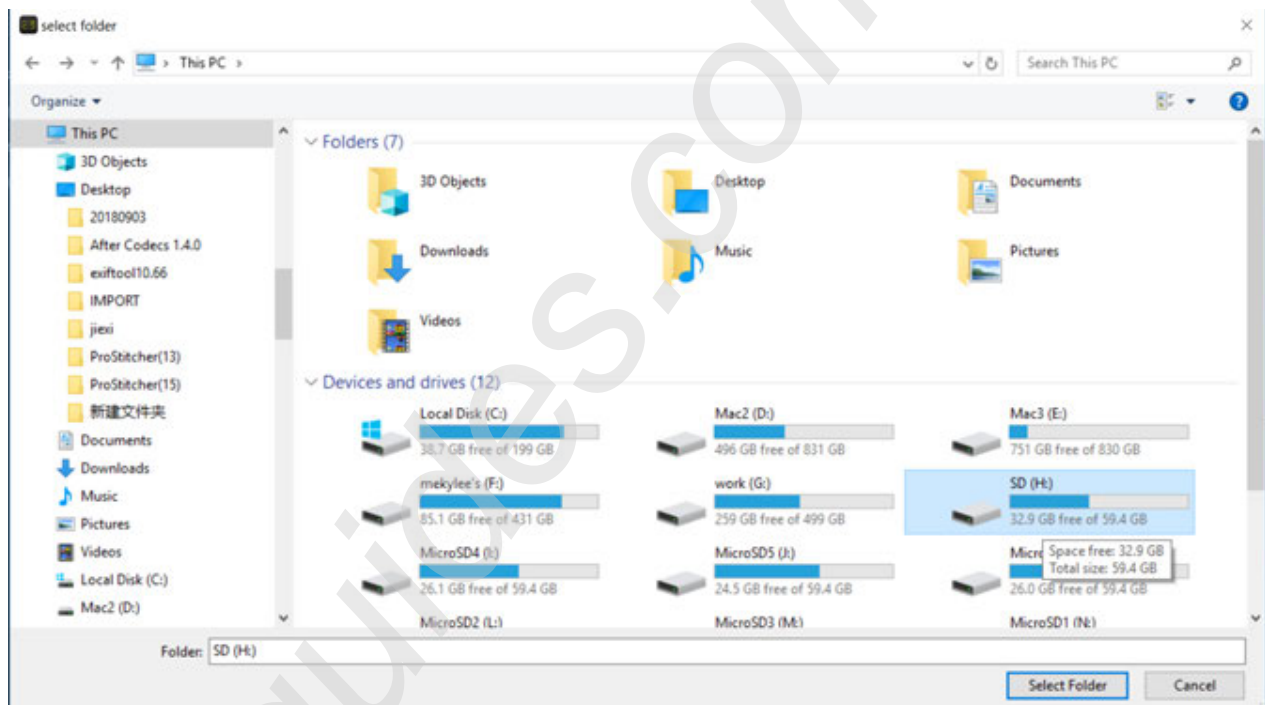 select folder
This PC
Search This PC
Organize
This PC
3D Objects
Desktop
20180903
After Codecs 1.4.0
exiftool10.66
IMPORT
jiexi
ProStitcher(13)
ProStitcher(15)
新建文件夹
Documents
Downloads
Music
Pictures
Videos
Local Disk (C:)
Mac2 (D:)
Folders (7)
3D Objects
Desktop
Documents
Downloads
Music
Pictures
Videos
Devices and drives (12)
Local Disk (C:)
38.7 GB free of 199 GB
Mac2 (D:)
496 GB free of 831 GB
Mac3 (E:)
751 GB free of 830 GB
mekylee's (F:)
85.1 GB free of 431 GB
work (G:)
259 GB free of 499 GB
SD (H:)
32.9 GB free of 59.4 GB
MicroSD4 (I:)
26.1 GB free of 59.4 GB
MicroSD5 (J:)
24.5 GB free of 59.4 GB
Micro
26.0 GB free of 59.4 GB
Space free: 32.9 GB
Total size: 59.4 GB
MicroSD2 (L:)
MicroSD3 (M:)
MicroSD1 (N:)
Folder: SD (H:)
Select Folder
Cancel